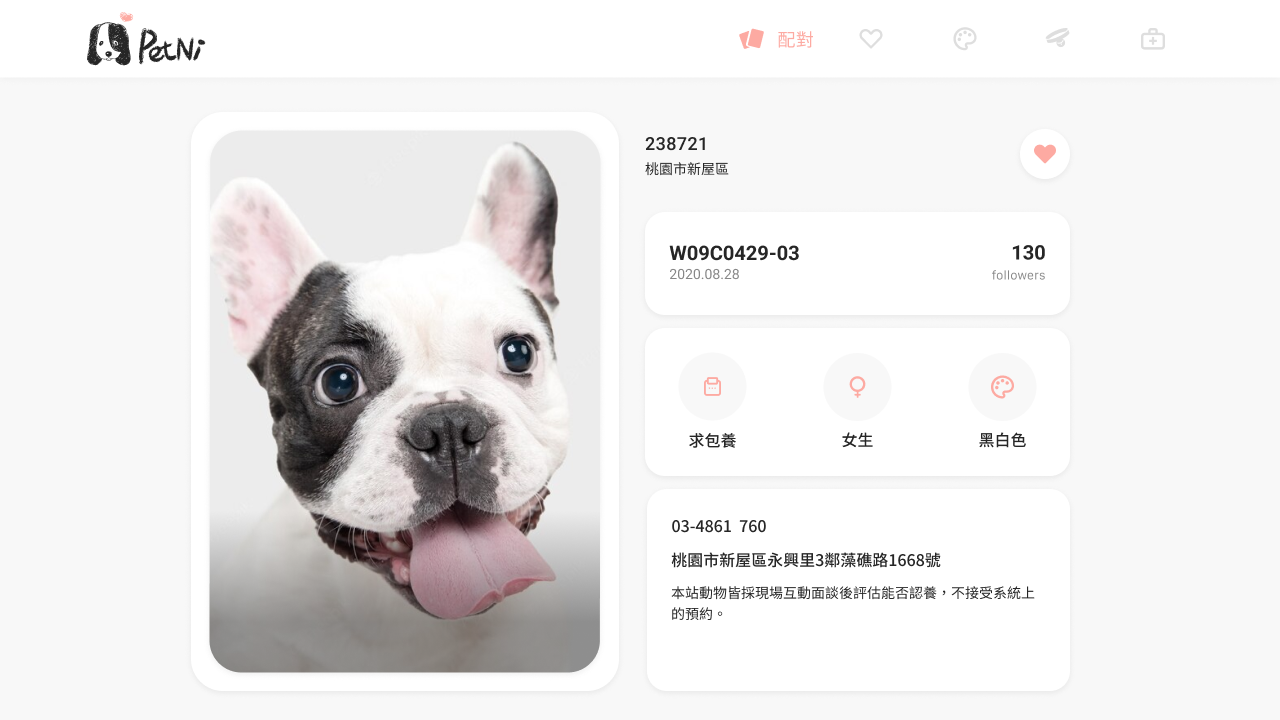 PetNi
配對
238721
桃園市新屋區
W09C0429-03
2020.08.28
130
followers
求包養
女生
黑白色
03-4861 760
桃園市新屋區永興里3鄰藻礁路1668號
本站動物皆採現場互動面談後評估能否認養，不接受系統上
的預約。